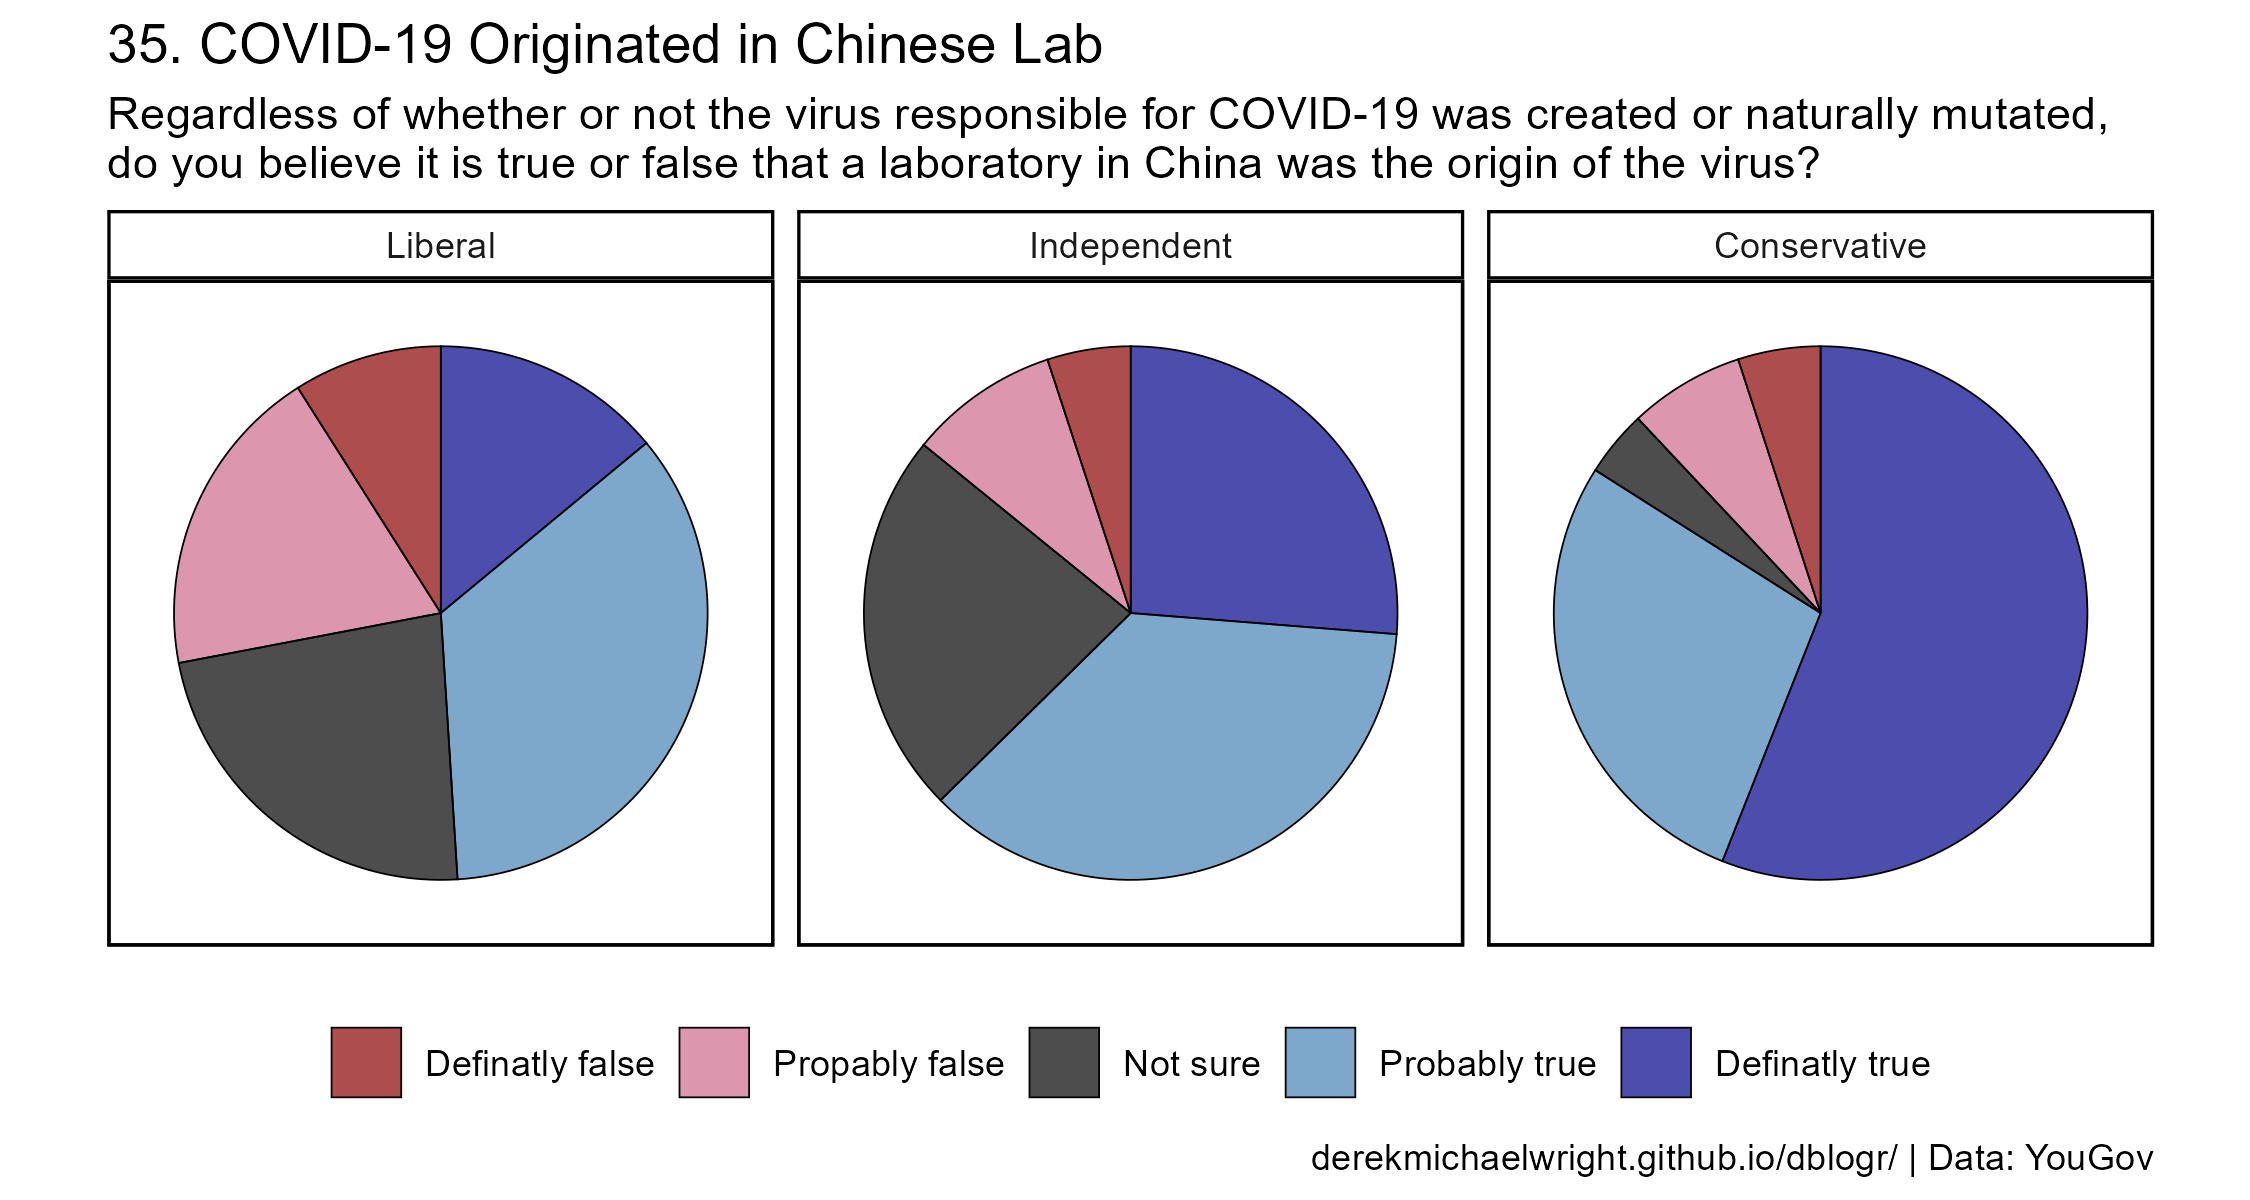 35. COVID-19 Originated in Chinese Lab
Regardless of whether or not the virus responsible for COVID-19 was created or naturally mutated,
do you believe it is true or false that a laboratory in China was the origin of the virus?
Liberal
Independent
Conservative
Definatly false
Propably false
Not sure
Probably true
Definatly true
derekmichaelwright.github.io/dblogr/ | Data: YouGov